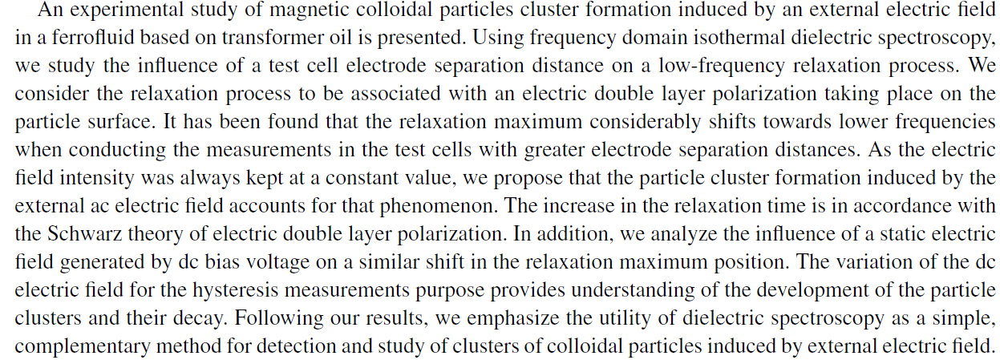 An experimental study of magnetic colloidal particles cluster formation induced by an external electric field
in a ferrofluid based on transformer oil is presented. Using frequency domain isothermal dielectric spectroscopy,
we study the influence of a test cell electrode separation distance on a low-frequency relaxation process. We
consider the relaxation process to be associated with an electric double layer polarization taking place on the
particle surface. It has been found that the relaxation maximum considerably shifts towards lower frequencies
when conducting the measurements in the test cells with greater electrode separation distances. As the electric
field intensity was always kept at a constant value, we propose that the particle cluster formation induced by the
external ac electric field accounts for that phenomenon. The increase in the relaxation time is in accordance with
the Schwarz theory of electric double layer polarization. In addition, we analyze the influence of a static electric
field generated by dc bias voltage on a similar shift in the relaxation maximum position. The variation of the dc
electric field for the hysteresis measurements purpose provides understanding of the development of the particle
clusters and their decay. Following our results, we emphasize the utility of dielectric spectroscopy as a simple,
complementary method for detection and study of clusters of colloidal particles induced by external electric field.